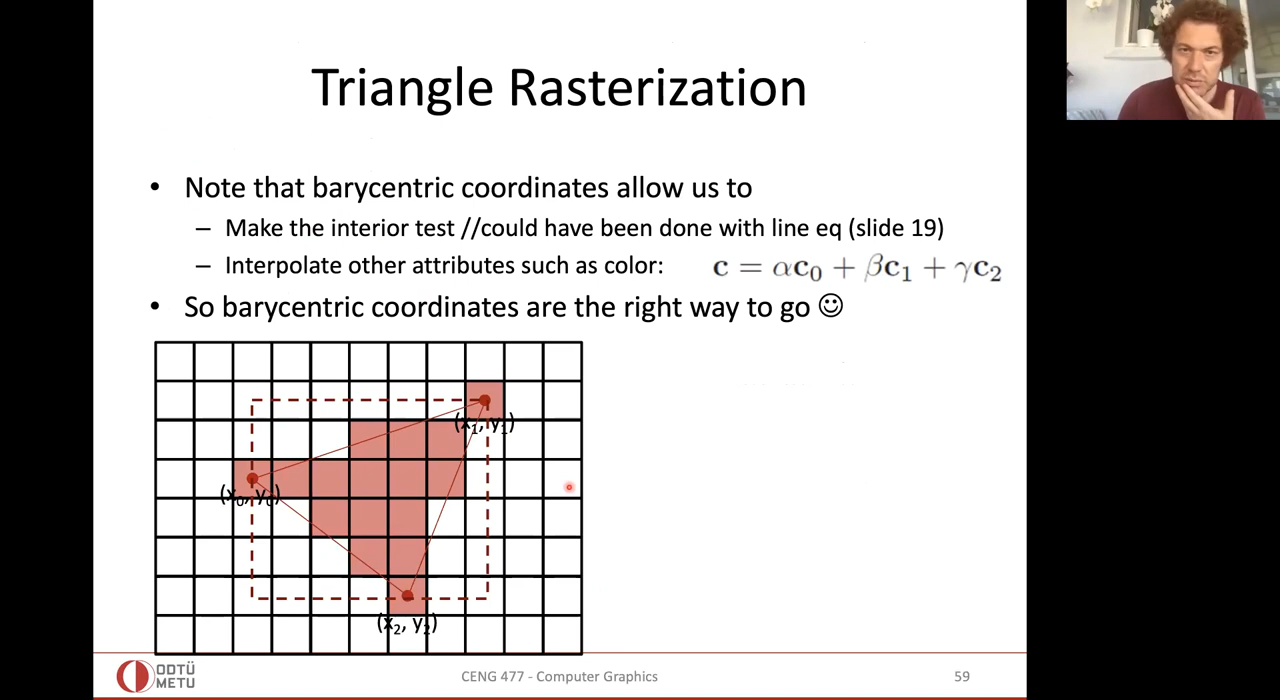 Triangle Rasterization
• Note that barycentric coordinates allow us to
– Make the interior test //could have been done with line eq (slide 19)
– Interpolate other attributes such as color: c = αc₀ + βc₁ + γc₂
• So barycentric coordinates are the right way to go ☺
(x₁, y₁)
(x₀, y₀)
(x₂, y₂)
ODTÜ
METU
CENG 477 - Computer Graphics
59